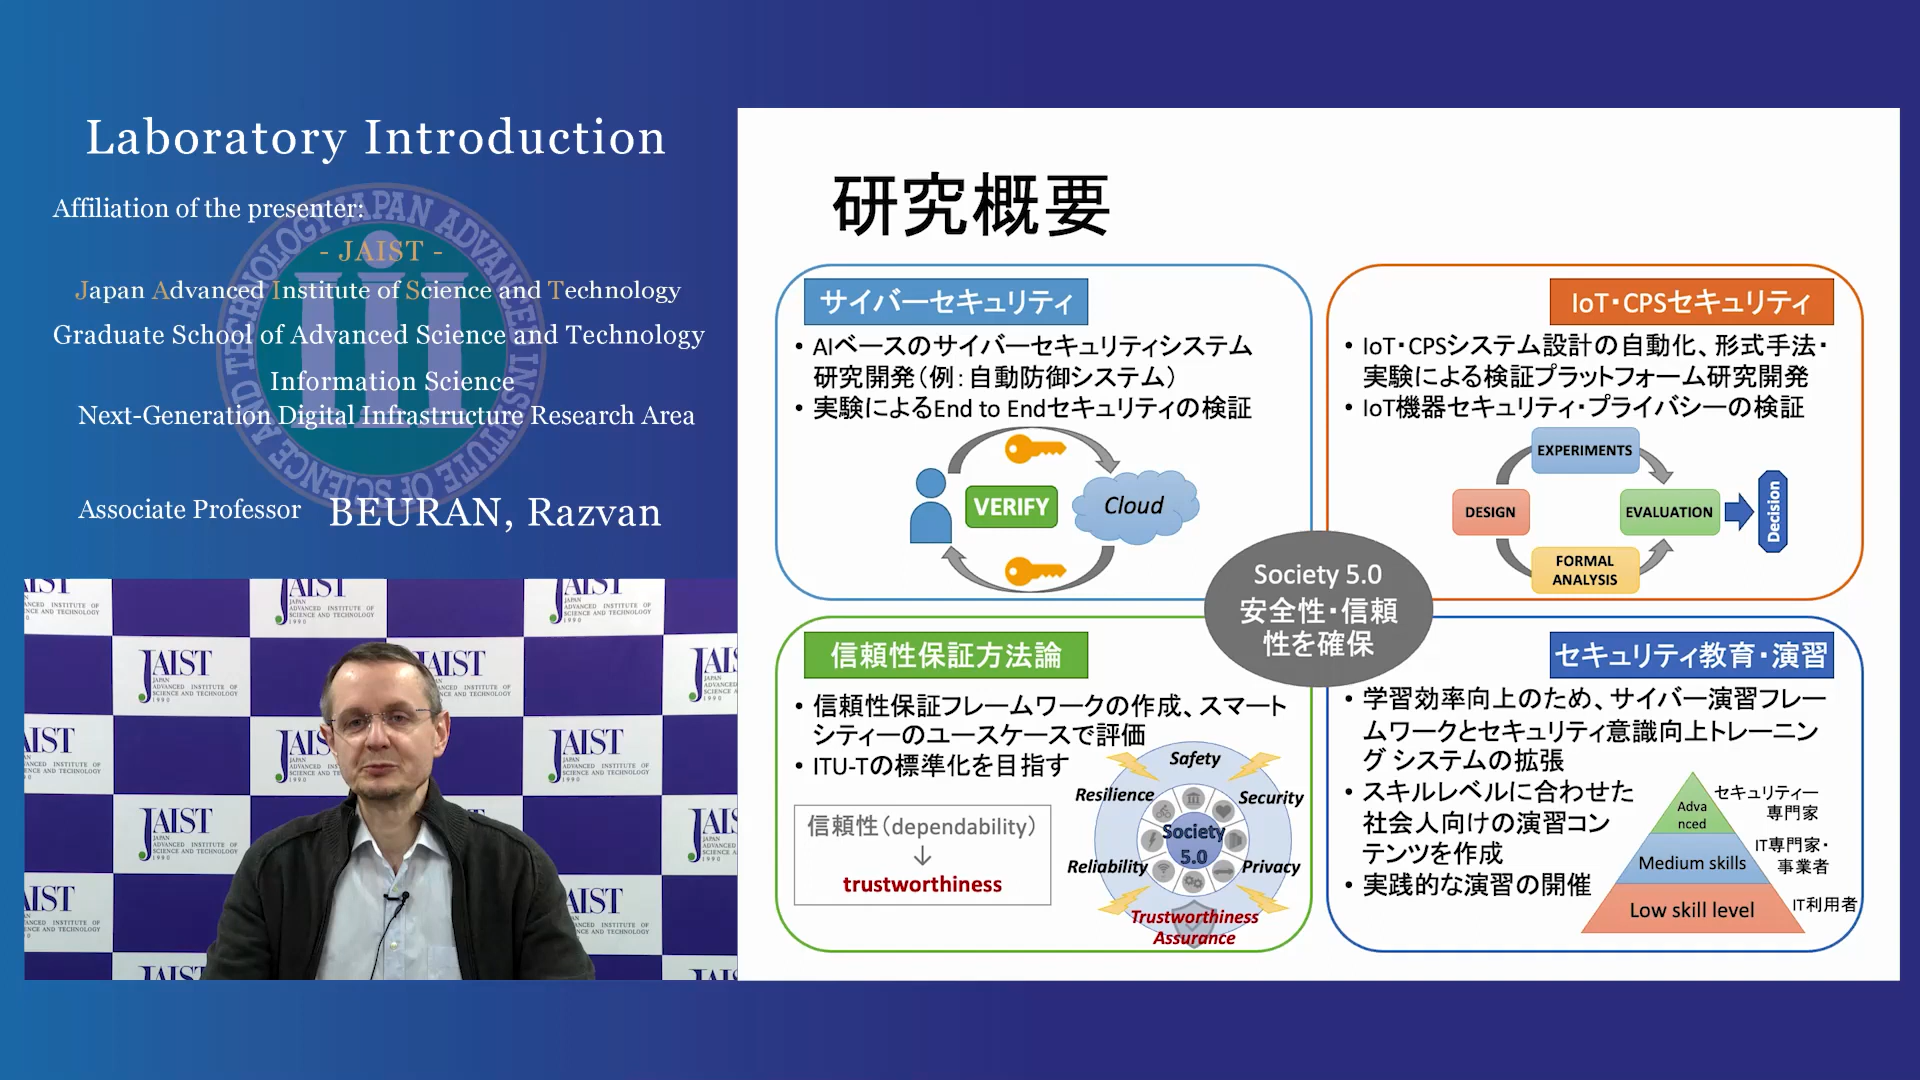 Laboratory Introduction
Affiliation of the presenter:
- JAIST -
Japan Advanced Institute of Science and Technology
Graduate School of Advanced Science and Technology
Information Science
Next-Generation Digital Infrastructure Research Area
Associate Professor BEURAN, Razvan
JAIST
JAPAN
ADVANCED INSTITUTE OF
SCIENCE AND TECHNOLOGY
1990
研究概要
サイバーセキュリティ
• AIベースのサイバーセキュリティシステム
研究開発（例：自動防御システム）
• 実験によるEnd to Endセキュリティの検証
VERIFY
Cloud
IoT・CPSセキュリティ
• IoT・CPSシステム設計の自動化、形式手法・
実験による検証プラットフォーム研究開発
• IoT機器セキュリティ・プライバシーの検証
EXPERIMENTS
DESIGN
EVALUATION
Decision
FORMAL
ANALYSIS
Society 5.0
安全性・信頼
性を確保
信頼性保証方法論
• 信頼性保証フレームワークの作成、スマート
シティーのユースケースで評価
• ITU-Tの標準化を目指す
信頼性（dependability）
↓
trustworthiness
Safety
Resilience
Security
Society
5.0
Reliability
Privacy
Trustworthiness
Assurance
セキュリティ教育・演習
• 学習効率向上のため、サイバー演習フレー
ムワークとセキュリティ意識向上トレーニン
グ システムの拡張
• スキルレベルに合わせた
社会人向けの演習コン
テンツを作成
• 実践的な演習の開催
Adva
nced
セキュリティー
専門家
Medium skills
IT専門家・
事業者
Low skill level
IT利用者